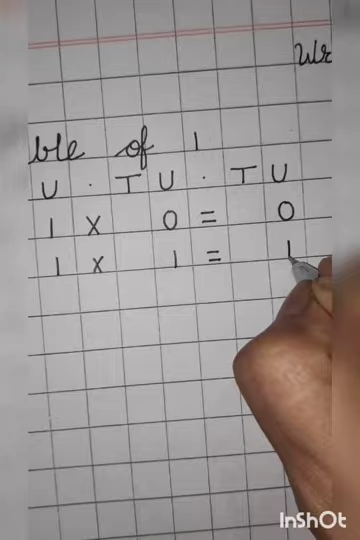 ble of 1
U . T U . T U
1 x 0 = 0
1 x 1 = 1
InShOt